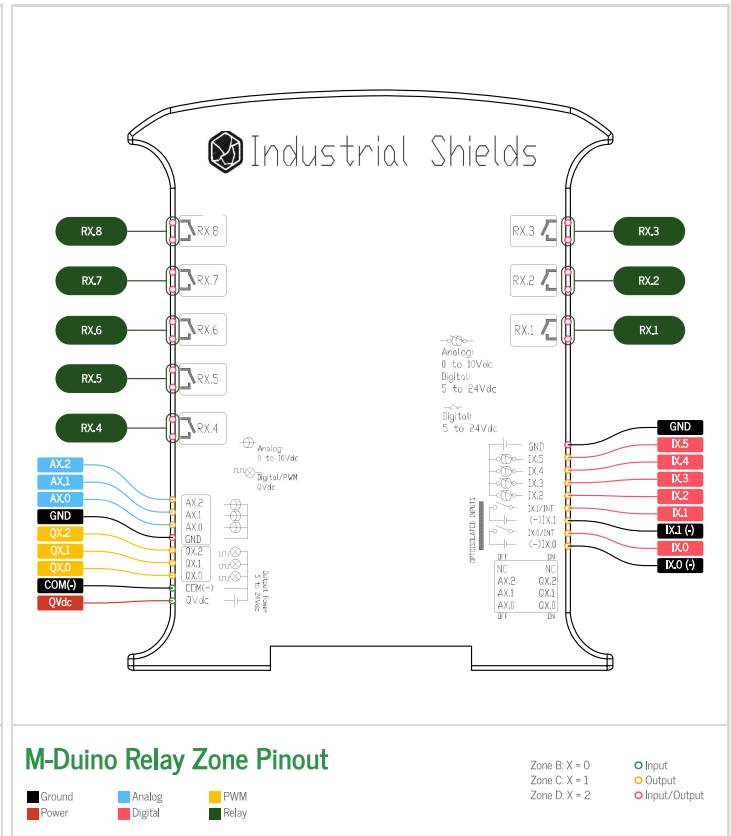 Industrial Shields
RX.8
RX.8
RX.3
RX.3
RX.7
RX.7
RX.2
RX.2
RX.6
RX.6
RX.1
RX.1
RX.5
RX.5
RX.4
RX.4
Analog:
0 to 10Vdc
Digital:
5 to 24Vdc
Digital:
5 to 24Vdc
Analog:
0 to 10Vdc
Digital/PWM
QVdc
AX.2
AX.1
AX.0
GND
QX.2
QX.1
QX.0
COM(-)
QVdc
AX.2
AX.1
AX.0
GND
QX.2
QX.1
QX.0
COM(-)
QVdc
Output Power
5 to 24Vdc
OPTOISOLATED INPUTS
GND
IX.5
IX.4
IX.3
IX.2
IX.1/INT
(-)IX.1
IX.0/INT
(-)IX.0
GND
IX.5
IX.4
IX.3
IX.2
IX.1
IX.1 (-)
IX.0
IX.0 (-)
OFF ON
NC NC
AX.2 QX.2
AX.1 QX.1
AX.0 QX.0
OFF ON
M-Duino Relay Zone Pinout
Ground
Analog
PWM
Power
Digital
Relay
Zone B: X = 0
Zone C: X = 1
Zone D: X = 2
Input
Output
Input/Output